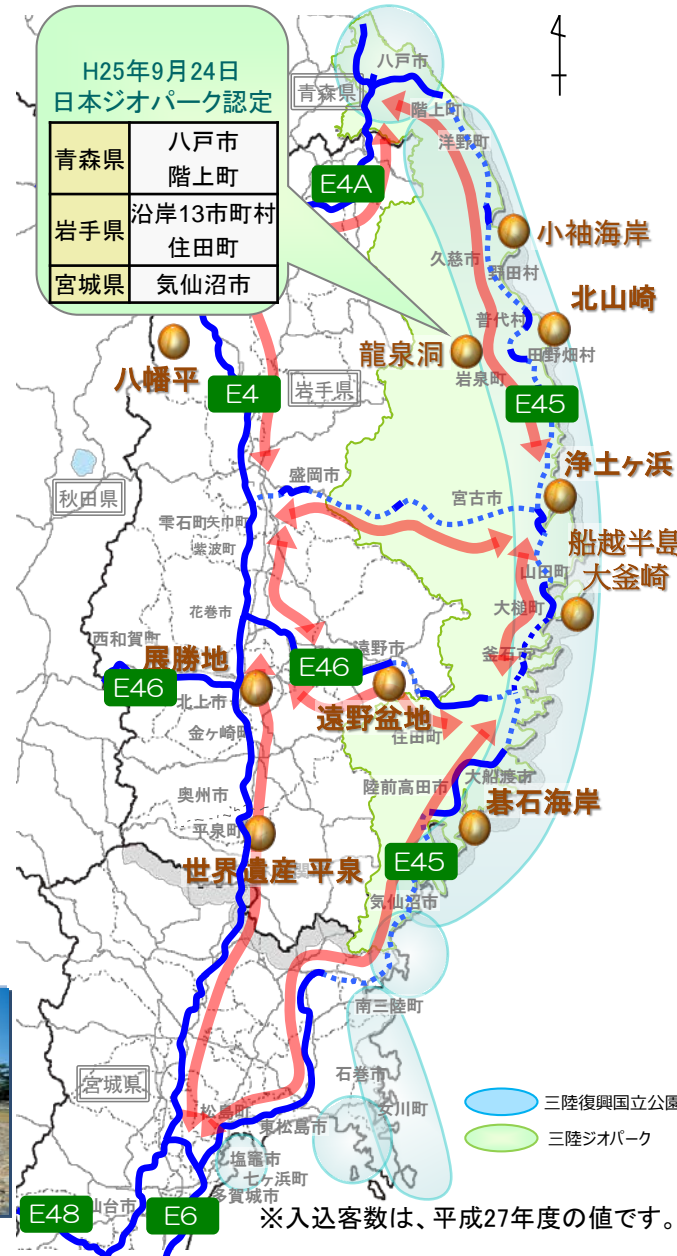 H25年9月24日
日本ジオパーク認定
青森県
八戸市
階上町
岩手県
沿岸13市町村
住田町
宮城県
気仙沼市
八戸市
青森県
階上町
洋野町
E4A
小袖海岸
久慈市
野田村
北山崎
普代村
田野畑村
龍泉洞
岩泉町
八幡平
岩手県
E4
E45
浄土ヶ浜
盛岡市
宮古市
秋田県
雫石町
矢巾町
紫波町
船越半島
大釜崎
山田町
大槌町
花巻市
西和賀町
遠野市
釜石市
展勝地
E46
E46
北上市
遠野盆地
金ヶ崎町
住田町
奥州市
陸前高田市
大船渡市
碁石海岸
平泉町
世界遺産 平泉
E45
気仙沼市
南三陸町
宮城県
石巻市
女川町
松島町
東松島市
三陸復興国立公園
三陸ジオパーク
塩竈市
七ヶ浜町
多賀城市
仙台市
E48
E6
※入込客数は、平成27年度の値です。